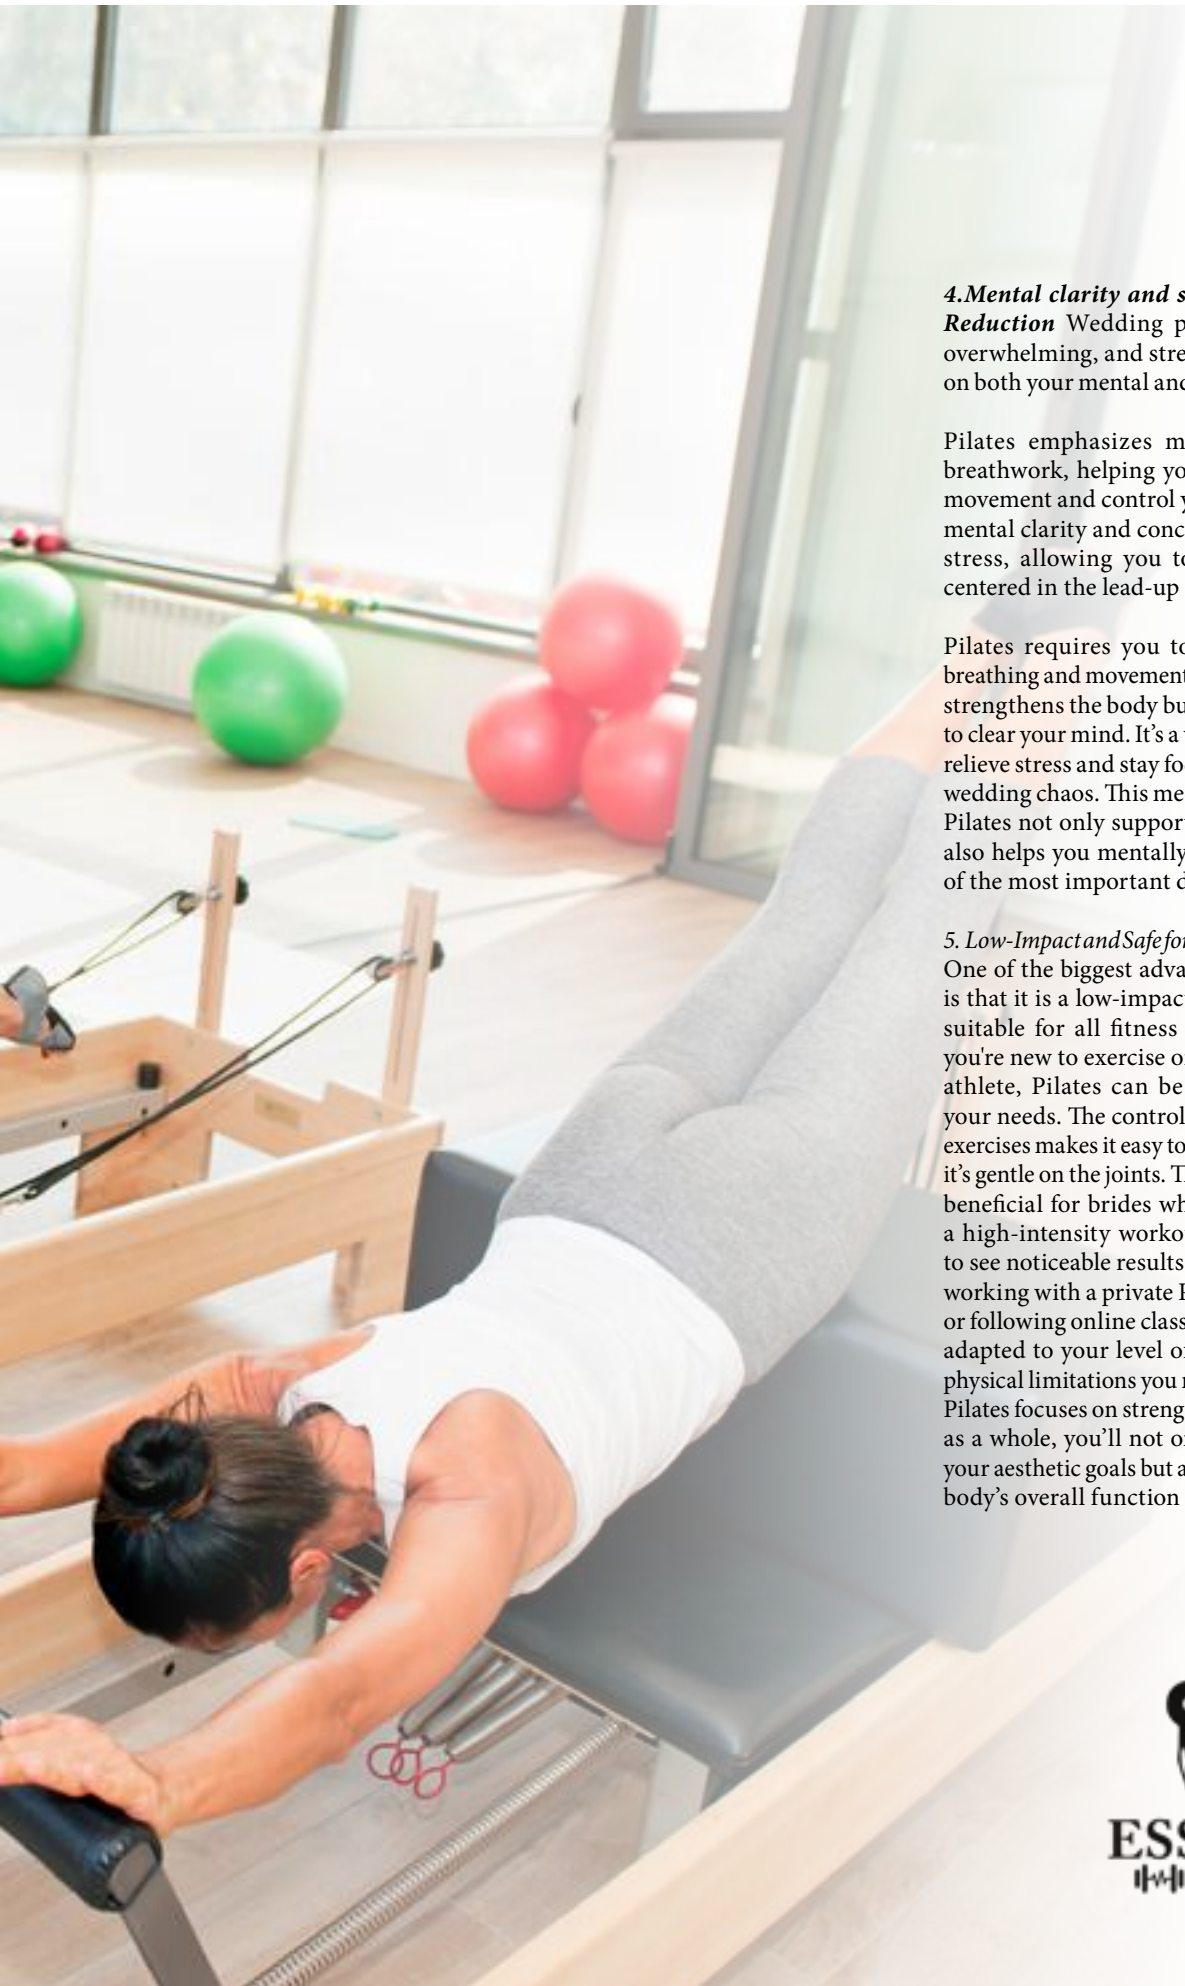 4.Mental clarity and s
Reduction Wedding p
overwhelming, and stre
on both your mental and
Pilates emphasizes m
breathwork, helping yo
movement and control y
mental clarity and conc
stress, allowing you to
centered in the lead-up
Pilates requires you to
breathing and movement
strengthens the body bu
to clear your mind. It’s a
relieve stress and stay fo
wedding chaos. This me
Pilates not only suppor
also helps you mentally
of the most important d
5. Low-Impact and Safe for
One of the biggest adva
is that it is a low-impac
suitable for all fitness
you're new to exercise o
athlete, Pilates can be
your needs. The control
exercises makes it easy to
it’s gentle on the joints. T
beneficial for brides wh
a high-intensity worko
to see noticeable results
working with a private P
or following online class
adapted to your level o
physical limitations you
Pilates focuses on streng
as a whole, you’ll not o
your aesthetic goals but a
body’s overall function
ESS